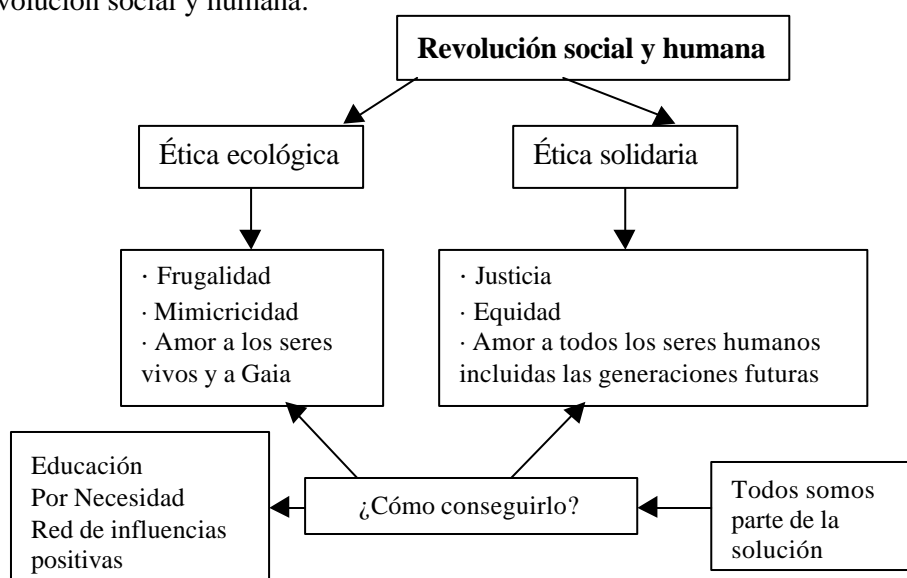 volución social y humana.
Revolución social y humana
Ética ecológica
Ética solidaria
· Frugalidad
· Mimicricidad
· Amor a los seres
vivos y a Gaia
· Justicia
· Equidad
· Amor a todos los seres humanos
incluidas las generaciones futuras
Educación
Por Necesidad
Red de influencias
positivas
¿Cómo conseguirlo?
Todos somos
parte de la
solución